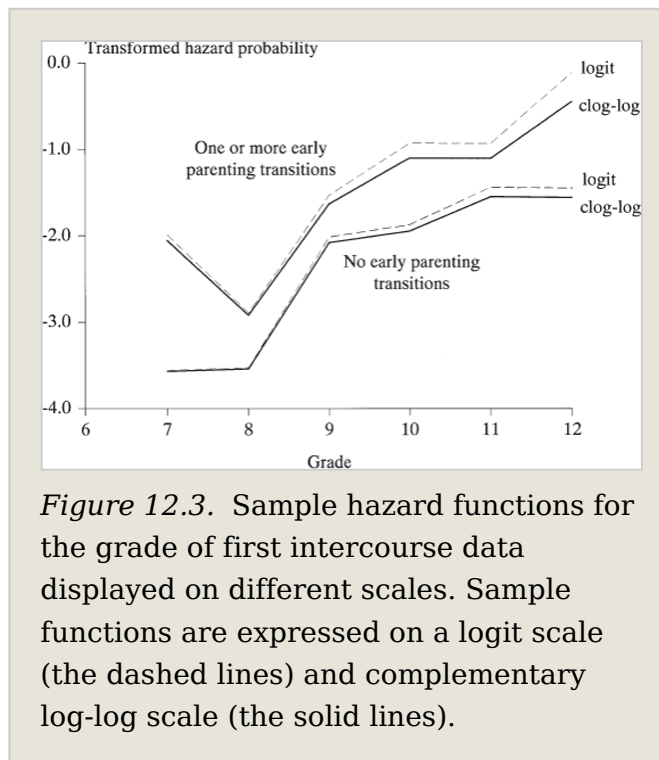 Transformed hazard probability
0.0
logit
clog-log
-1.0
One or more early
parenting transitions
logit
clog-log
-2.0
No early parenting
transitions
-3.0
-4.0
6 7 8 9 10 11 12
Grade
Figure 12.3. Sample hazard functions for
the grade of first intercourse data
displayed on different scales. Sample
functions are expressed on a logit scale
(the dashed lines) and complementary
log-log scale (the solid lines).